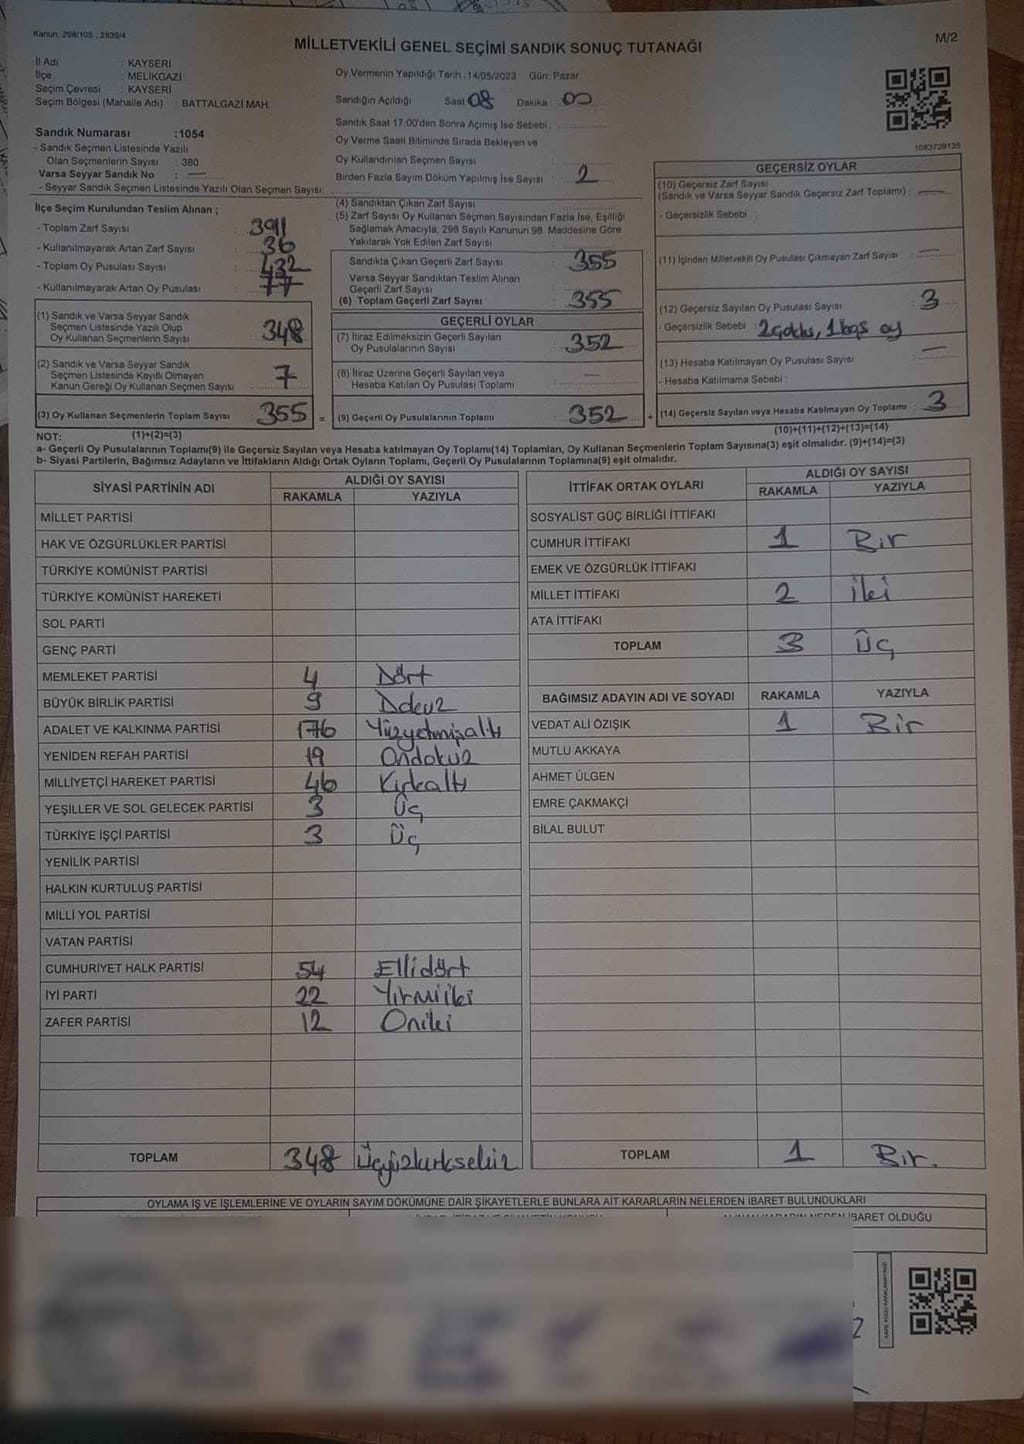 Kanun, 298/105 , 2839/4
MİLLETVEKİLİ GENEL SEÇİMİ SANDIK SONUÇ TUTANAĞI
M/2
İl Adı : KAYSERİ
İlçe : MELİKGAZİ
Seçim Çevresi : KAYSERİ
Seçim Bölgesi (Mahalle Adı) : BATTALGAZİ MAH.
Sandık Numarası :1054
- Sandık Seçmen Listesinde Yazılı
Olan Seçmenlerin Sayısı : 380
Varsa Seyyar Sandık No : —
- Seyyar Sandık Seçmen Listesinde Yazılı Olan Seçmen Sayısı:
Oy Vermenin Yapıldığı Tarih :14/05/2023 Gün: Pazar
Sandığın Açıldığı Saat 08 Dakika 00
Sandık Saat 17:00'den Sonra Açımış İse Sebebi :
Oy Verme Saati Bitiminde Sırada Bekleyen ve
Oy Kullandırılan Seçmen Sayısı
Birden Fazla Sayım Döküm Yapılmış İse Sayısı : 2
1083729135
İlçe Seçim Kurulundan Teslim Alınan ;
- Toplam Zarf Sayısı : 391
- Kullanılmayarak Artan Zarf Sayısı : 36
- Toplam Oy Pusulası Sayısı : 432
- Kullanılmayarak Artan Oy Pusulası : 77
(1) Sandık ve Varsa Seyyar Sandık
Seçmen Listesinde Yazılı Olup
Oy Kullanan Seçmenlerin Sayısı : 348
(2) Sandık ve Varsa Seyyar Sandık
Seçmen Listesinde Kayıtlı Olmayan
Kanun Gereği Oy Kullanan Seçmen Sayısı : 7
(3) Oy Kullanan Seçmenlerin Toplam Sayısı : 355 =
(1)+(2)=(3)
(4) Sandıktan Çıkan Zarf Sayısı :
(5) Zarf Sayısı Oy Kullanan Seçmen Sayısından Fazla İse, Eşitliği
Sağlamak Amacıyla, 298 Sayılı Kanunun 98. Maddesine Göre
Yakılarak Yok Edilen Zarf Sayısı :
Sandıkta Çıkan Geçerli Zarf Sayısı : 355
Varsa Seyyar Sandıktan Teslim Alınan
Geçerli Zarf Sayısı :
(6) Toplam Geçerli Zarf Sayısı : 355
GEÇERLİ OYLAR
(7) İtiraz Edilmeksizin Geçerli Sayılan
Oy Pusulalarının Sayısı : 352
(8) İtiraz Üzerine Geçerli Sayılan veya
Hesaba Katılan Oy Pusulası Toplamı : —
(9) Geçerli Oy Pusulalarının Toplamı : 352 +
GEÇERSİZ OYLAR
(10) Geçersiz Zarf Sayısı
(Sandık ve Varsa Seyyar Sandık Geçersiz Zarf Toplamı) : —
- Geçersizlik Sebebi :
(11) İçinden Milletvekili Oy Pusulası Çıkmayan Zarf Sayısı : —
(12) Geçersiz Sayılan Oy Pusulası Sayısı : 3
- Geçersizlik Sebebi : 2 çoklu, 1 boş oy
(13) Hesaba Katılmayan Oy Pusulası Sayısı : —
- Hesaba Katılmama Sebebi :
(14) Geçersiz Sayılan veya Hesaba Katılmayan Oy Toplamı : 3
(10)+(11)+(12)+(13)=(14)
NOT:
a- Geçerli Oy Pusulalarının Toplamı(9) ile Geçersiz Sayılan veya Hesaba katılmayan Oy Toplamı(14) Toplamları, Oy Kullanan Seçmenlerin Toplam Sayısına(3) eşit olmalıdır. (9)+(14)=(3)
b- Siyasi Partilerin, Bağımsız Adayların ve İttifakların Aldığı Ortak Oyların Toplamı, Geçerli Oy Pusulalarının Toplamına(9) eşit olmalıdır.
SİYASİ PARTİNİN ADI ALDIĞI OY SAYISI
RAKAMLA YAZIYLA
MİLLET PARTİSİ
HAK VE ÖZGÜRLÜKLER PARTİSİ
TÜRKİYE KOMÜNİST PARTİSİ
TÜRKİYE KOMÜNİST HAREKETİ
SOL PARTİ
GENÇ PARTİ
MEMLEKET PARTİSİ 4 Dört
BÜYÜK BİRLİK PARTİSİ 9
ADALET VE KALKINMA PARTİSİ 176 Yüzyetmişaltı
YENİDEN REFAH PARTİSİ 19 Ondokuz
MİLLİYETÇİ HAREKET PARTİSİ 46 Kırkaltı
YEŞİLLER VE SOL GELECEK PARTİSİ 3 Üç
TÜRKİYE İŞÇİ PARTİSİ 3 Üç
YENİLİK PARTİSİ
HALKIN KURTULUŞ PARTİSİ
MİLLİ YOL PARTİSİ
VATAN PARTİSİ
CUMHURİYET HALK PARTİSİ 54 Ellidört
İYİ PARTİ 22 Yirmiiki
ZAFER PARTİSİ 12 Oniki
TOPLAM 348 Üçyüzkırksekiz
İTTİFAK ORTAK OYLARI ALDIĞI OY SAYISI
RAKAMLA YAZIYLA
SOSYALİST GÜÇ BİRLİĞİ İTTİFAKI
CUMHUR İTTİFAKI 1 Bir
EMEK VE ÖZGÜRLÜK İTTİFAKI
MİLLET İTTİFAKI 2 İki
ATA İTTİFAKI
TOPLAM 3 Üç
BAĞIMSIZ ADAYIN ADI VE SOYADI RAKAMLA YAZIYLA
VEDAT ALİ ÖZIŞIK 1 Bir
MUTLU AKKAYA
AHMET ÜLGEN
EMRE ÇAKMAKÇİ
BİLAL BULUT
TOPLAM 1 Bir.
OYLAMA İŞ VE İŞLEMLERİNE VE OYLARIN SAYIM DÖKÜMÜNE DAİR ŞİKAYETLERLE BUNLARA AİT KARARLARIN NELERDEN İBARET BULUNDUKLARI
İBARET OLDUĞU